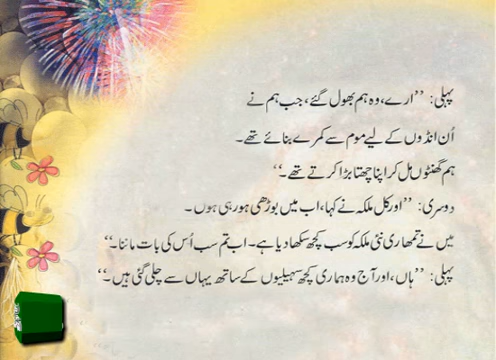 پہلی: ”ارے، وہ ہم بھول گئے، جب ہم نے
اُن انڈوں کے لیے موم سے کمرے بنائے تھے۔
ہم گھنٹوں مل کر اپنا چھتا بڑا کرتے تھے۔“
دوسری: ”اور کل ملکہ نے کہا، اب میں بوڑھی ہو رہی ہوں۔
میں نے تمھاری نئی ملکہ کو سب کچھ سکھا دیا ہے۔ اب تم سب اُس کی بات ماننا۔“
پہلی: ”ہاں، اور آج وہ ہماری کچھ سہیلیوں کے ساتھ یہاں سے چلی گئی ہیں۔“